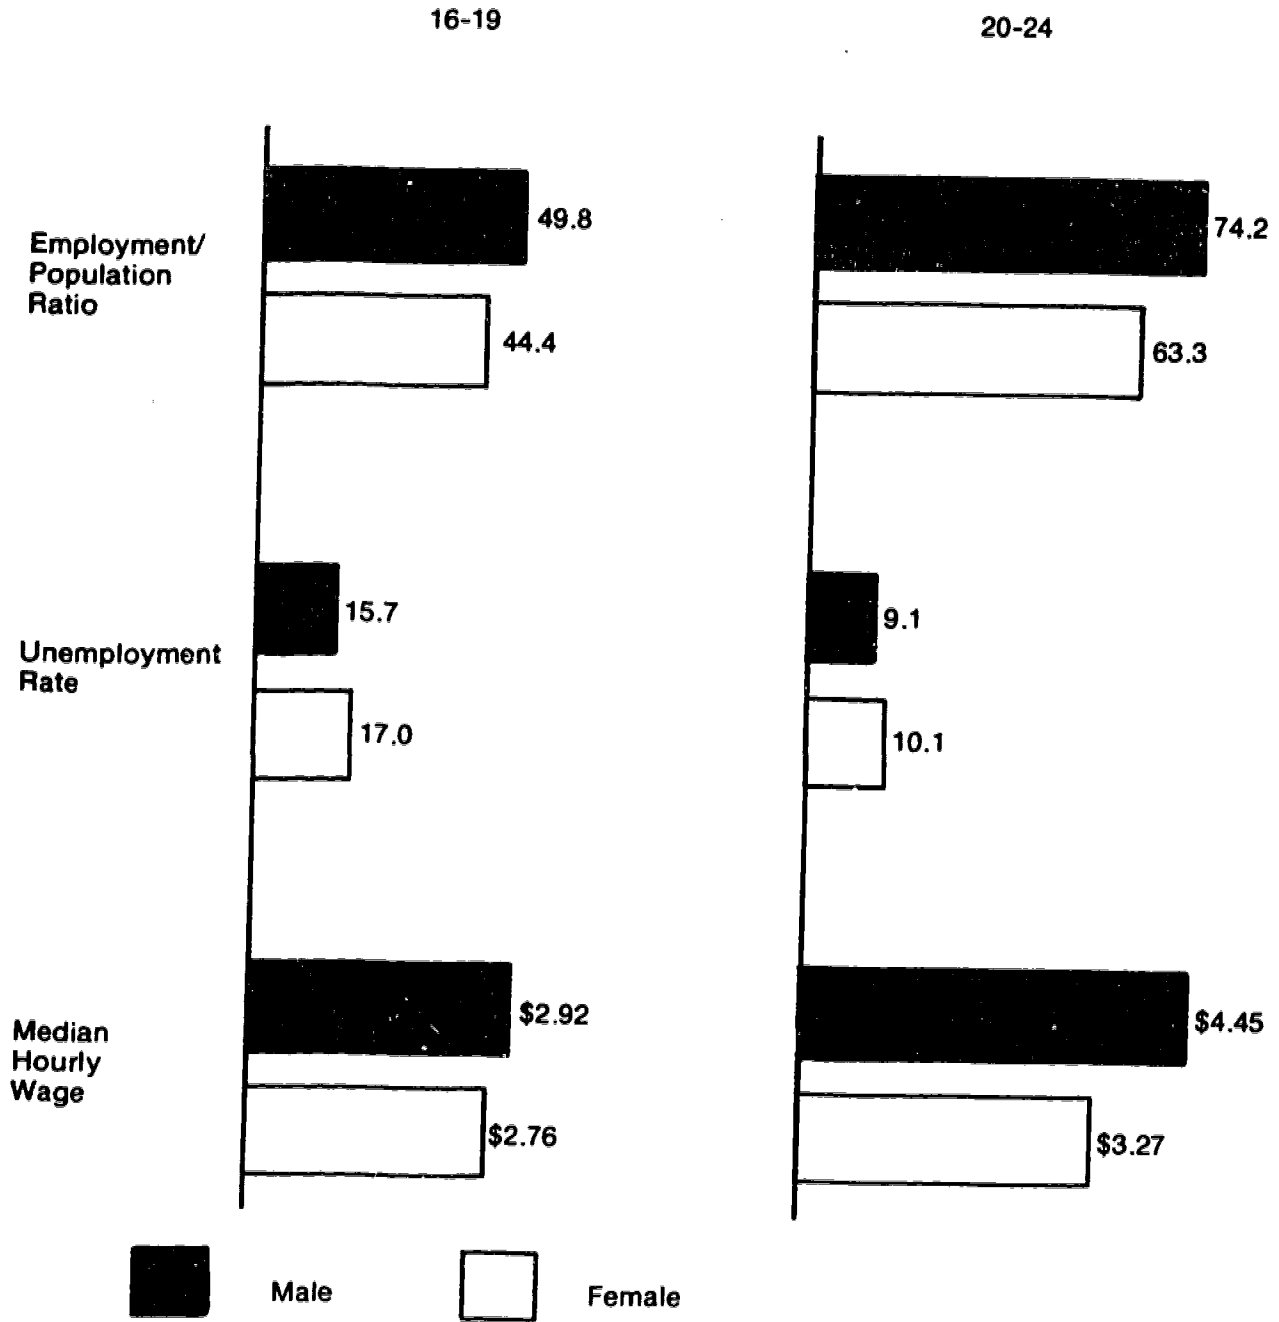 16-19
20-24
Employment/
Population
Ratio
49.8
44.4
74.2
63.3
Unemployment
Rate
15.7
17.0
9.1
10.1
Median
Hourly
Wage
$2.92
$2.76
$4.45
$3.27
Male
Female